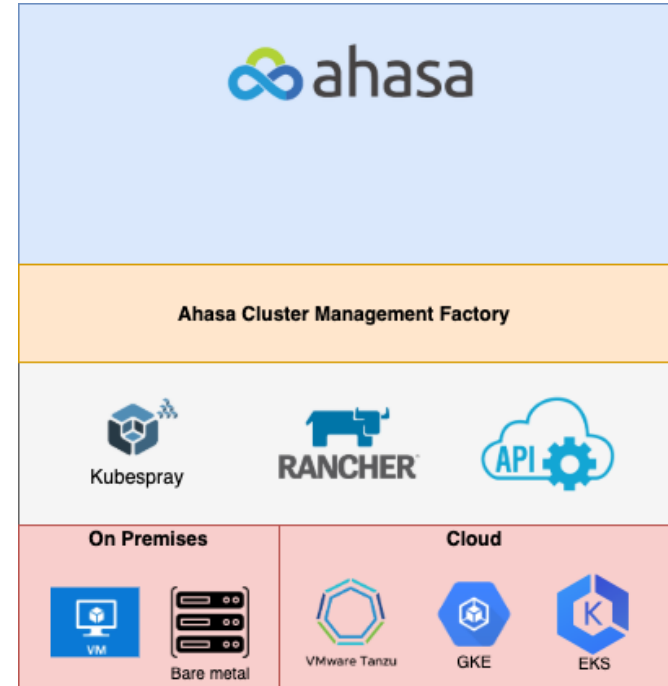 ahasa
Ahasa Cluster Management Factory
Kubespray
RANCHER
API
On Premises
Cloud
VM
Bare metal
VMware Tanzu
GKE
K
EKS